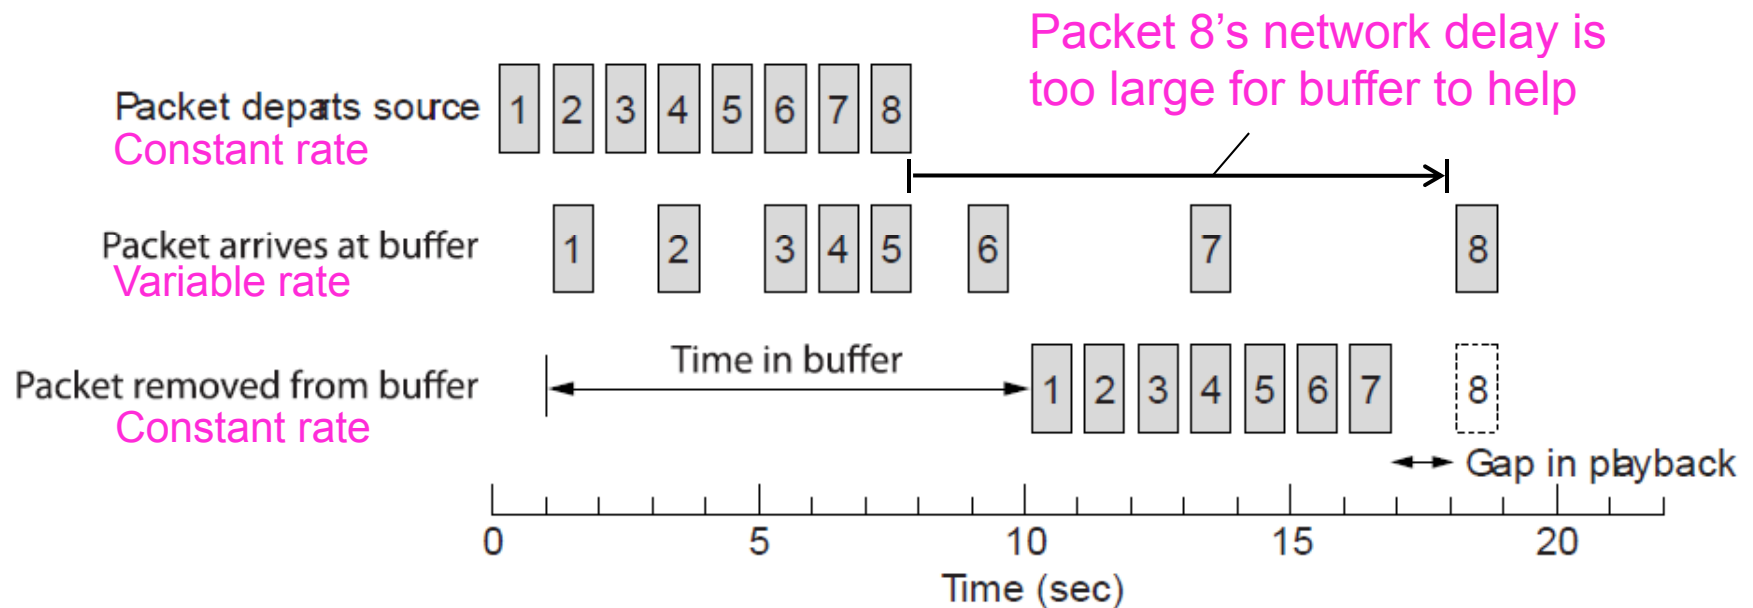 Packet 8’s network delay is
too large for buffer to help
Packet departs source
Constant rate
1 2 3 4 5 6 7 8
Packet arrives at buffer
Variable rate
1 2 3 4 5 6 7 8
Time in buffer
Packet removed from buffer
Constant rate
1 2 3 4 5 6 7 8
Gap in playback
0 5 10 15 20
Time (sec)